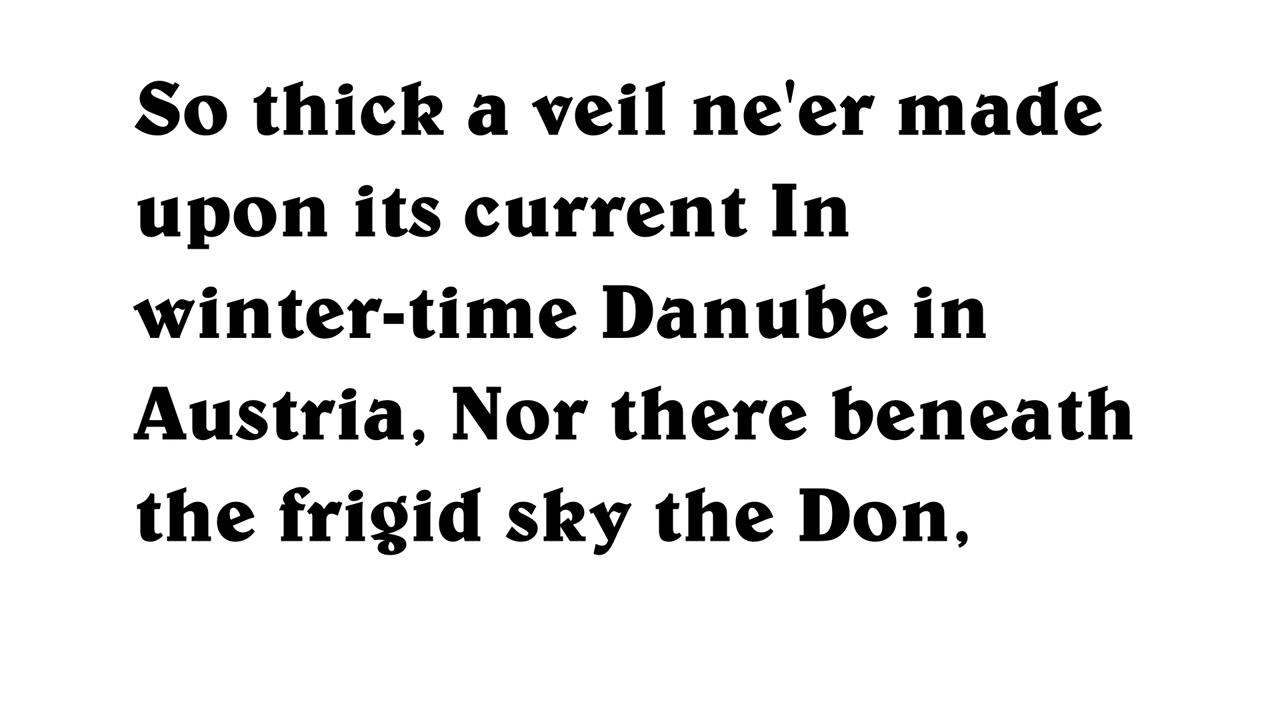 So thick a veil ne'er made
upon its current In
winter-time Danube in
Austria, Nor there beneath
the frigid sky the Don,